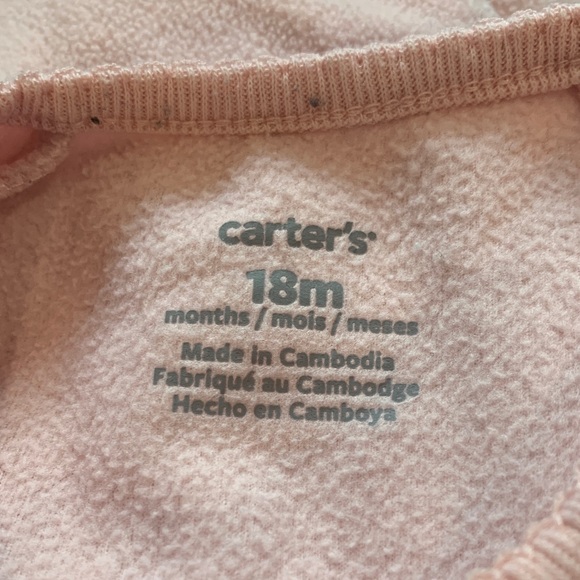 carter's
18m
months / mois / meses
Made in Cambodia
Fabriqué au Cambodge
Hecho en Camboya